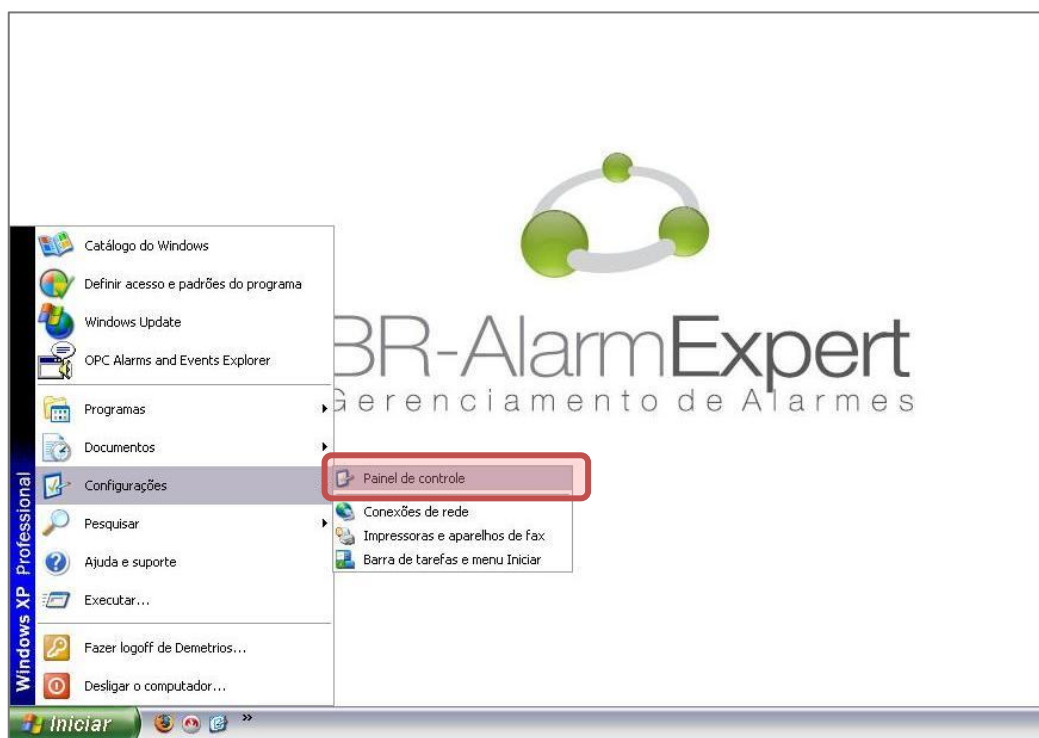 Catálogo do Windows
Definir acesso e padrões do programa
Windows Update
OPC Alarms and Events Explorer
Programas
Documentos
Configurações
Pesquisar
Ajuda e suporte
Executar...
Fazer logoff de Demetrios...
Desligar o computador...
Windows XP Professional
Painel de controle
Conexões de rede
Impressoras e aparelhos de fax
Barra de tarefas e menu Iniciar
BR-AlarmExpert
Gerenciamento de Alarmes
Iniciar
»